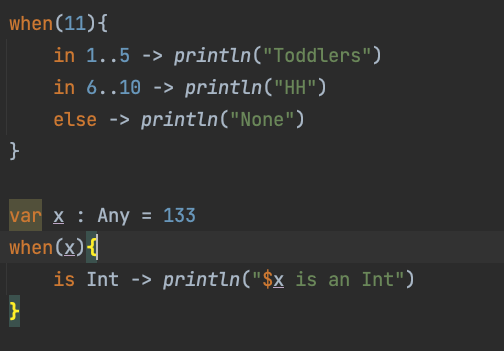 when(11){
    in 1..5 -> println("Toddlers")
    in 6..10 -> println("HH")
    else -> println("None")
}

var x : Any = 133
when(x){
    is Int -> println("$x is an Int")
}